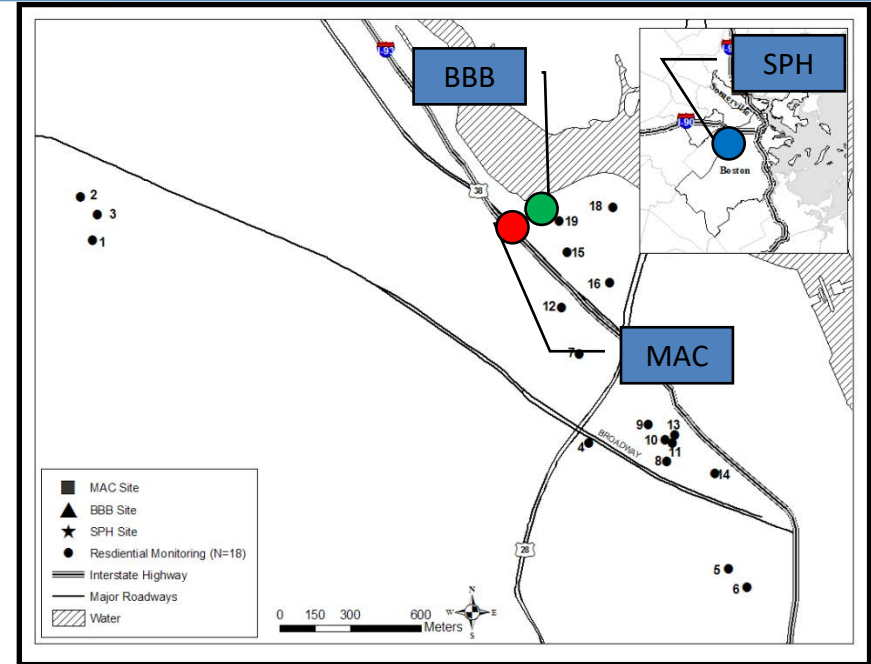 I-93
BBB
SPH
Somerville
I-90
Boston
38
2
3
1
18
19
15
16
12
7
MAC
9
13
10
11
4
BROADWAY
8
14
28
5
6
MAC Site
BBB Site
SPH Site
Resdiential Monitoring (N=18)
Interstate Highway
Major Roadways
Water
N
W E
S
0 150 300 600
Meters